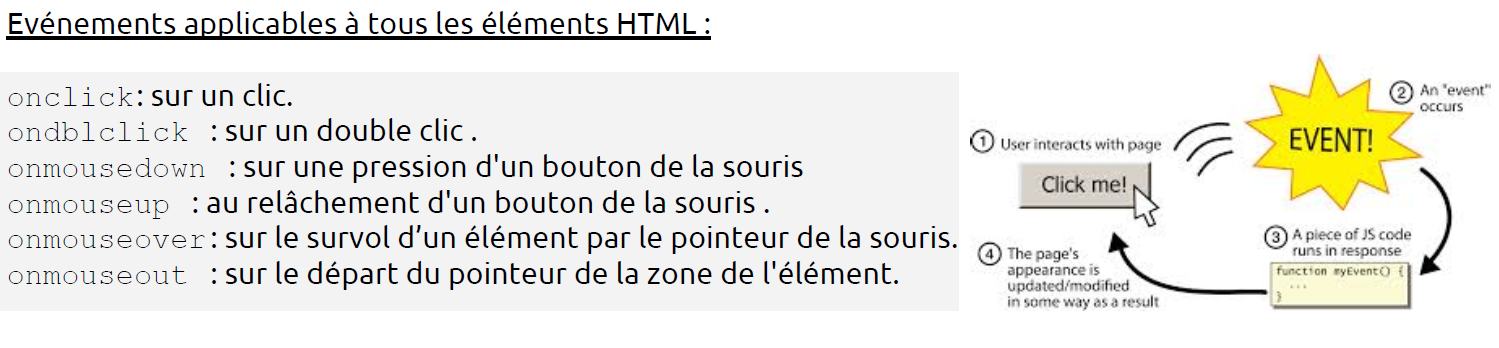 Evénements applicables à tous les éléments HTML :
onclick: sur un clic.
ondblclick : sur un double clic .
onmousedown : sur une pression d'un bouton de la souris
onmouseup : au relâchement d'un bouton de la souris .
onmouseover: sur le survol d’un élément par le pointeur de la souris.
onmouseout : sur le départ du pointeur de la zone de l'élément.
1 User interacts with page
Click me!
EVENT!
2 An "event"
occurs
3 A piece of JS code
runs in response
function myEvent() {
...
}
4 The page's
appearance is
updated/modified
in some way as a result